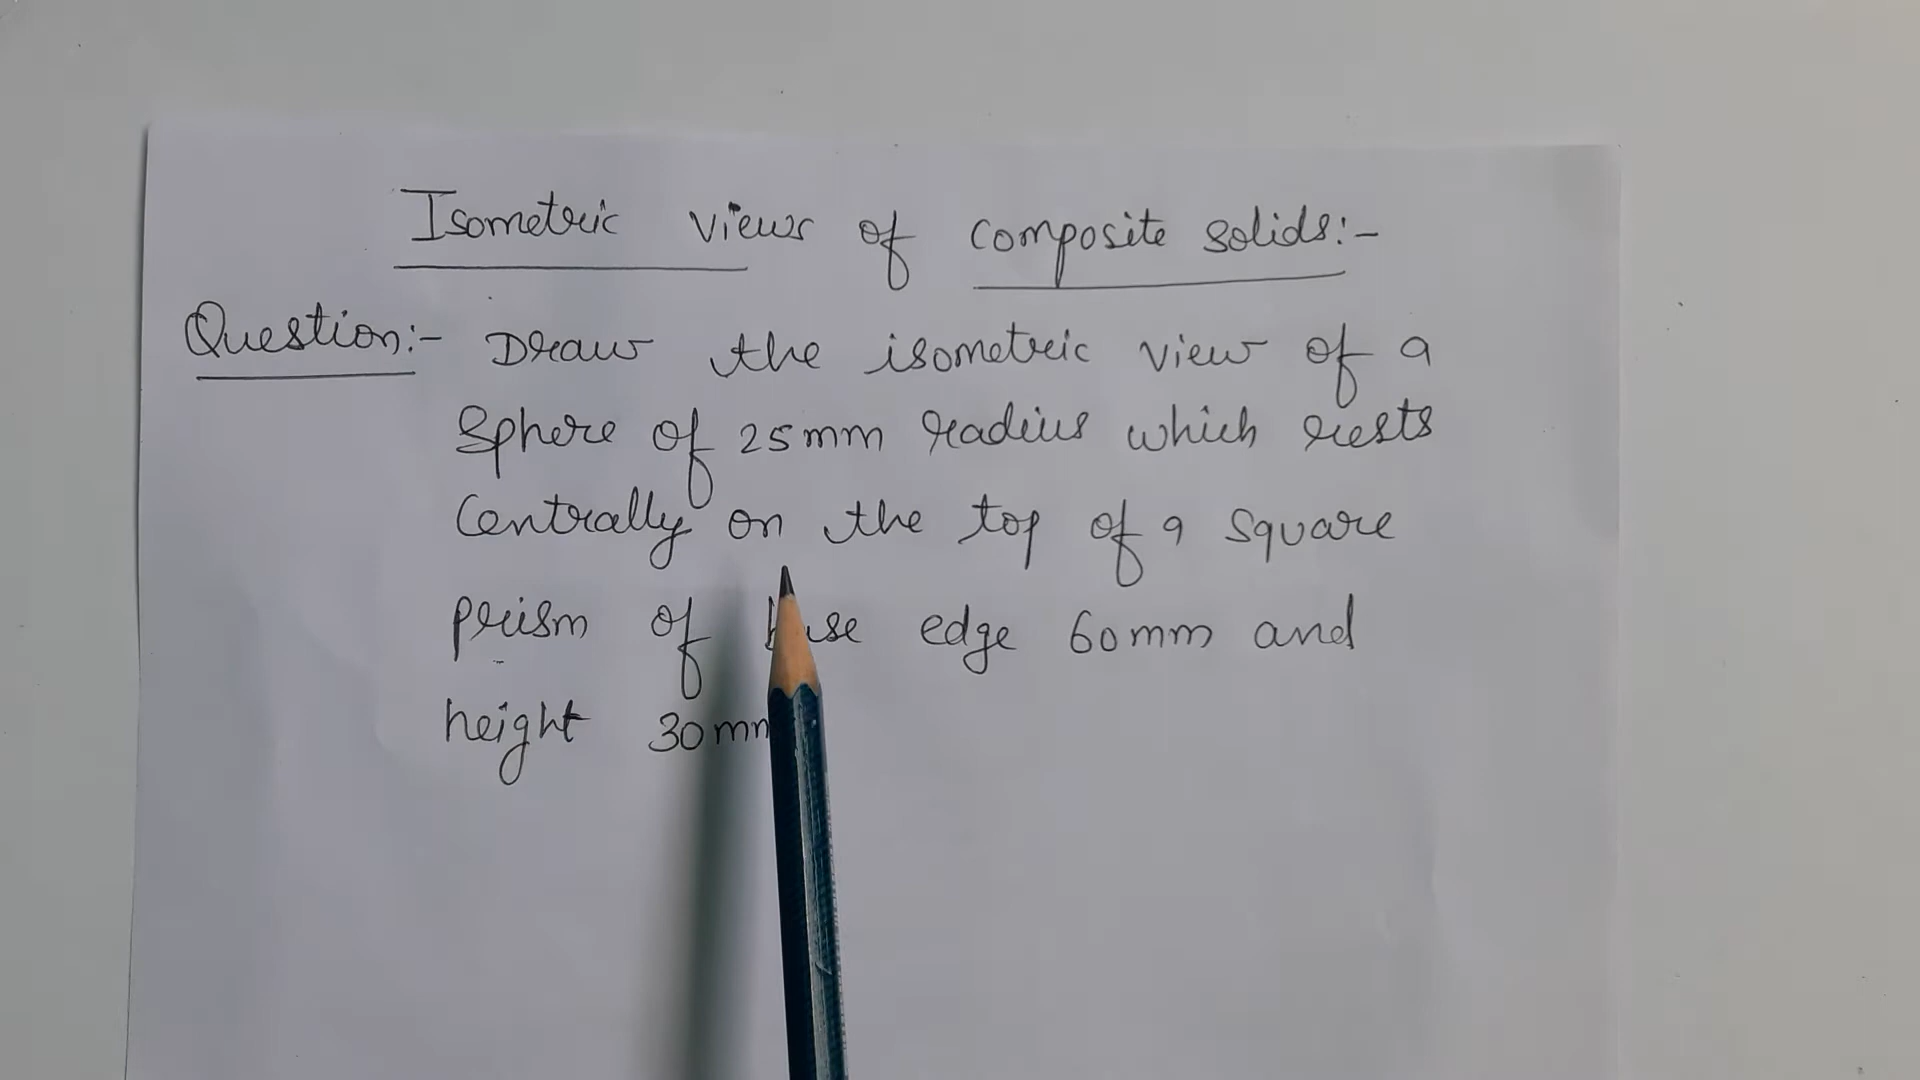 Isometric views of composite solids:-
Question:- Draw the isometric view of a
Sphere of 25mm radius which rests
Centrally on the top of a square
prism of base edge 60mm and
height 30mm